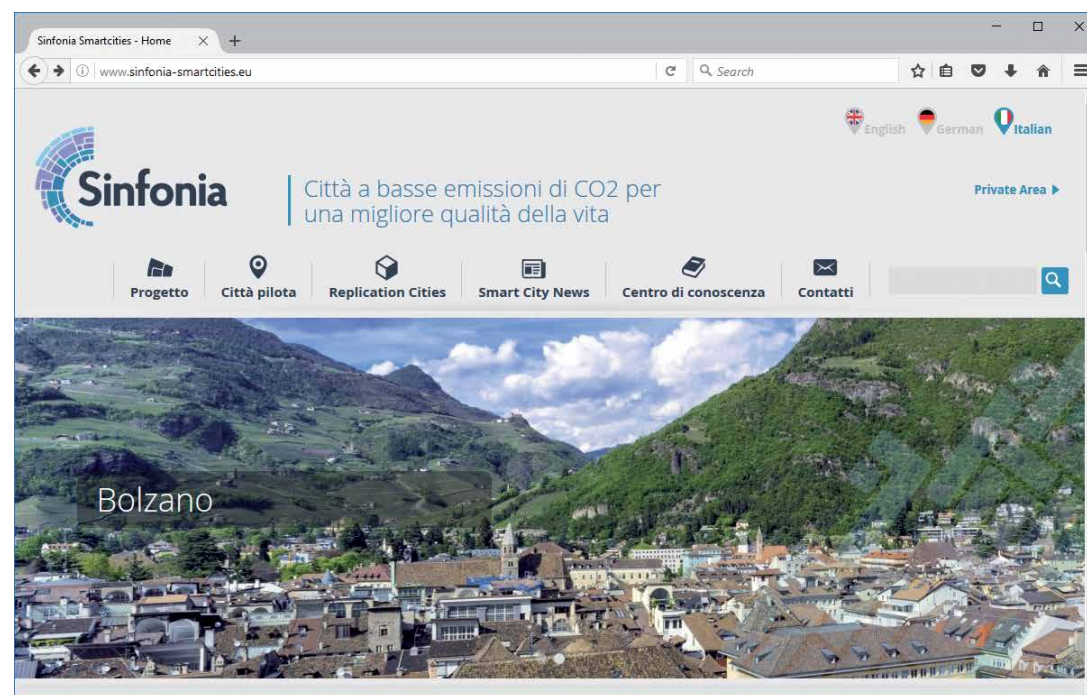 Sinfonia Smartcities - Home
www.sinfonia-smartcities.eu
Search
English German Italian
Sinfonia
Città a basse emissioni di CO2 per
una migliore qualità della vita
Private Area
Progetto Città pilota Replication Cities Smart City News Centro di conoscenza Contatti
Bolzano